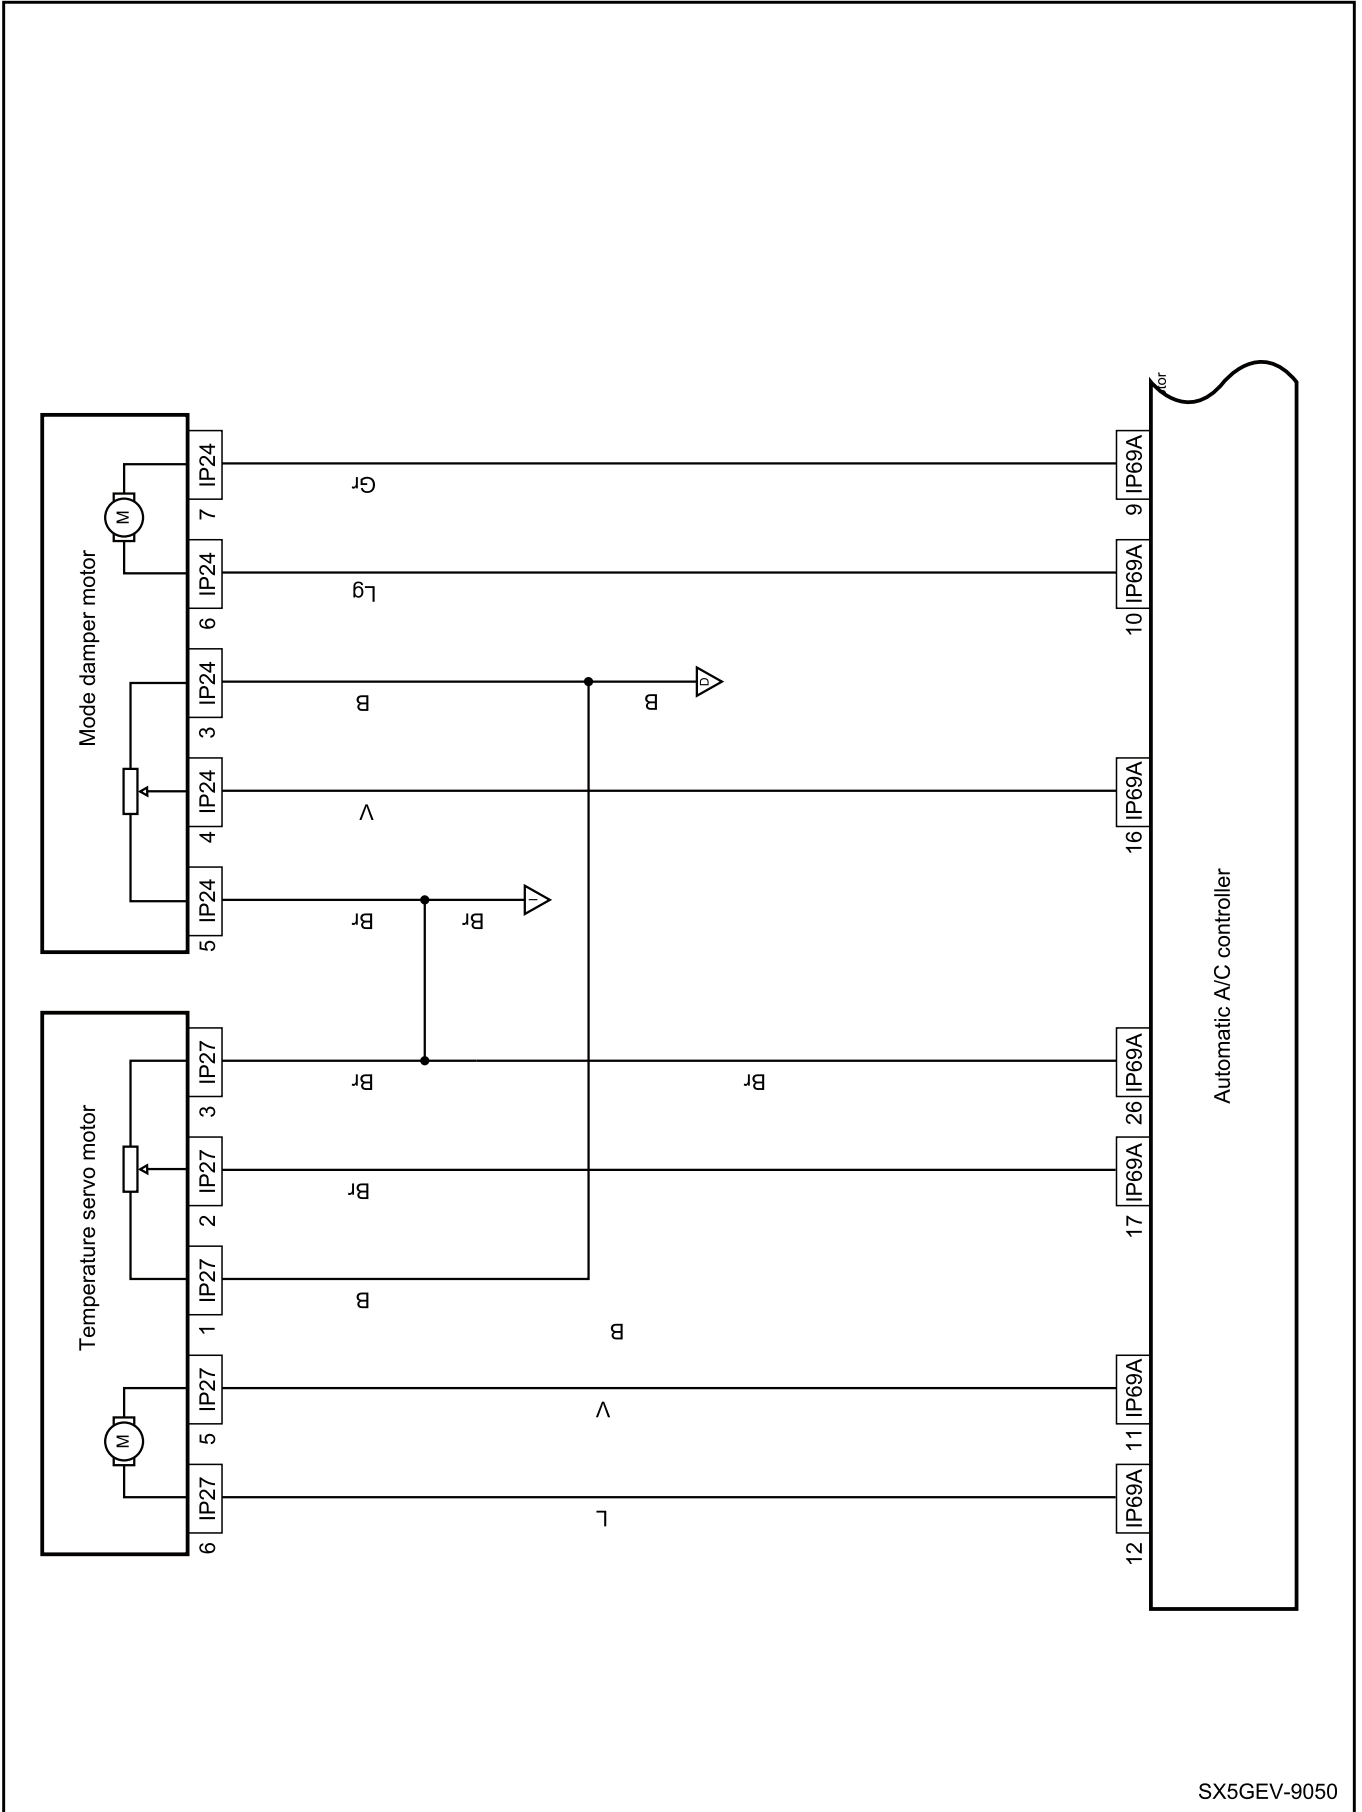 Mode damper motor
M
IP24
7
Gr
9
IP69A
IP24
6
Lg
10
IP69A
IP24
3
B
B
D
IP24
4
V
16
IP69A
IP24
5
Br
Br
I
Temperature servo motor
M
IP27
3
Br
Br
26
IP69A
IP27
2
Br
17
IP69A
IP27
1
B
B
IP27
5
V
11
IP69A
IP27
6
L
12
IP69A
tor
Automatic A/C controller
SX5GEV-9050